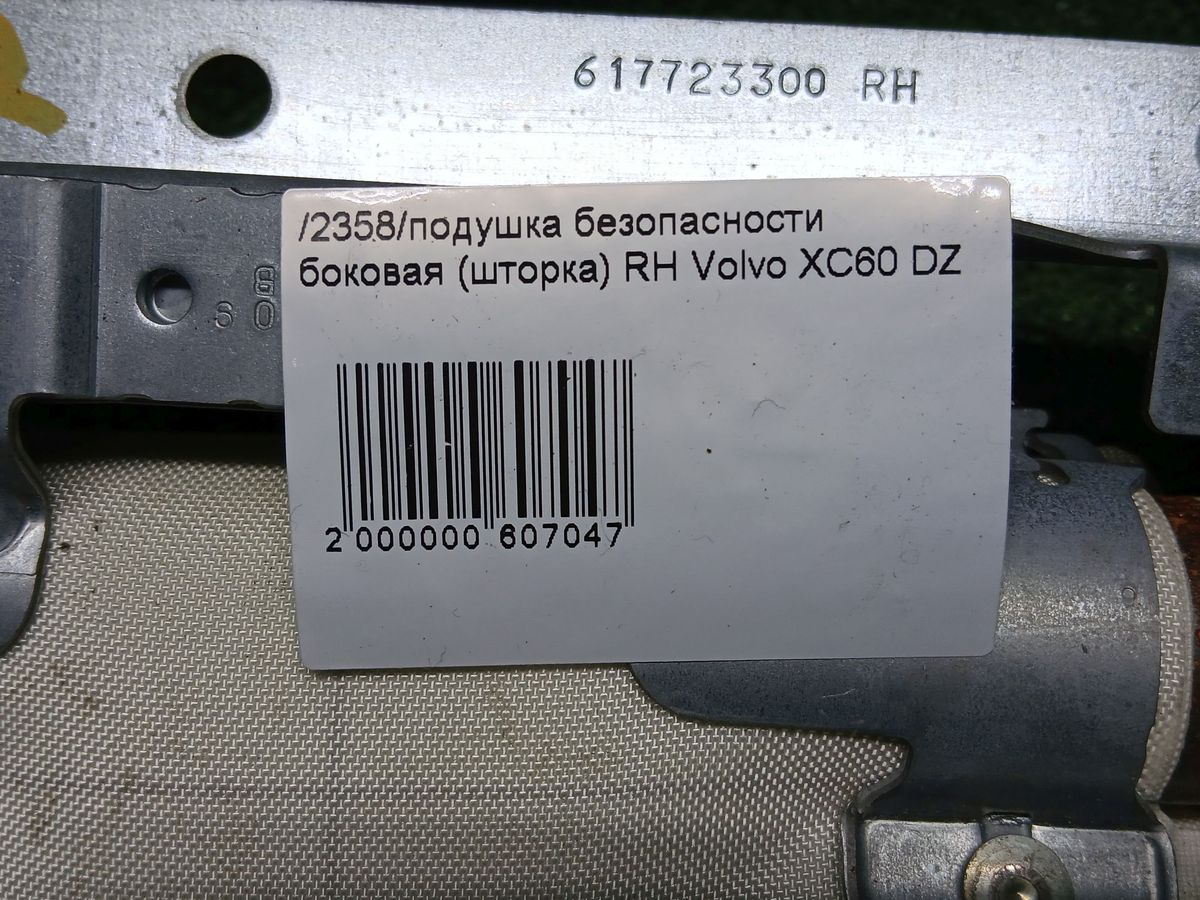 617723300 RH
/2358/подушка безопасности
боковая (шторка) RH Volvo XC60 DZ
2 000000 607047